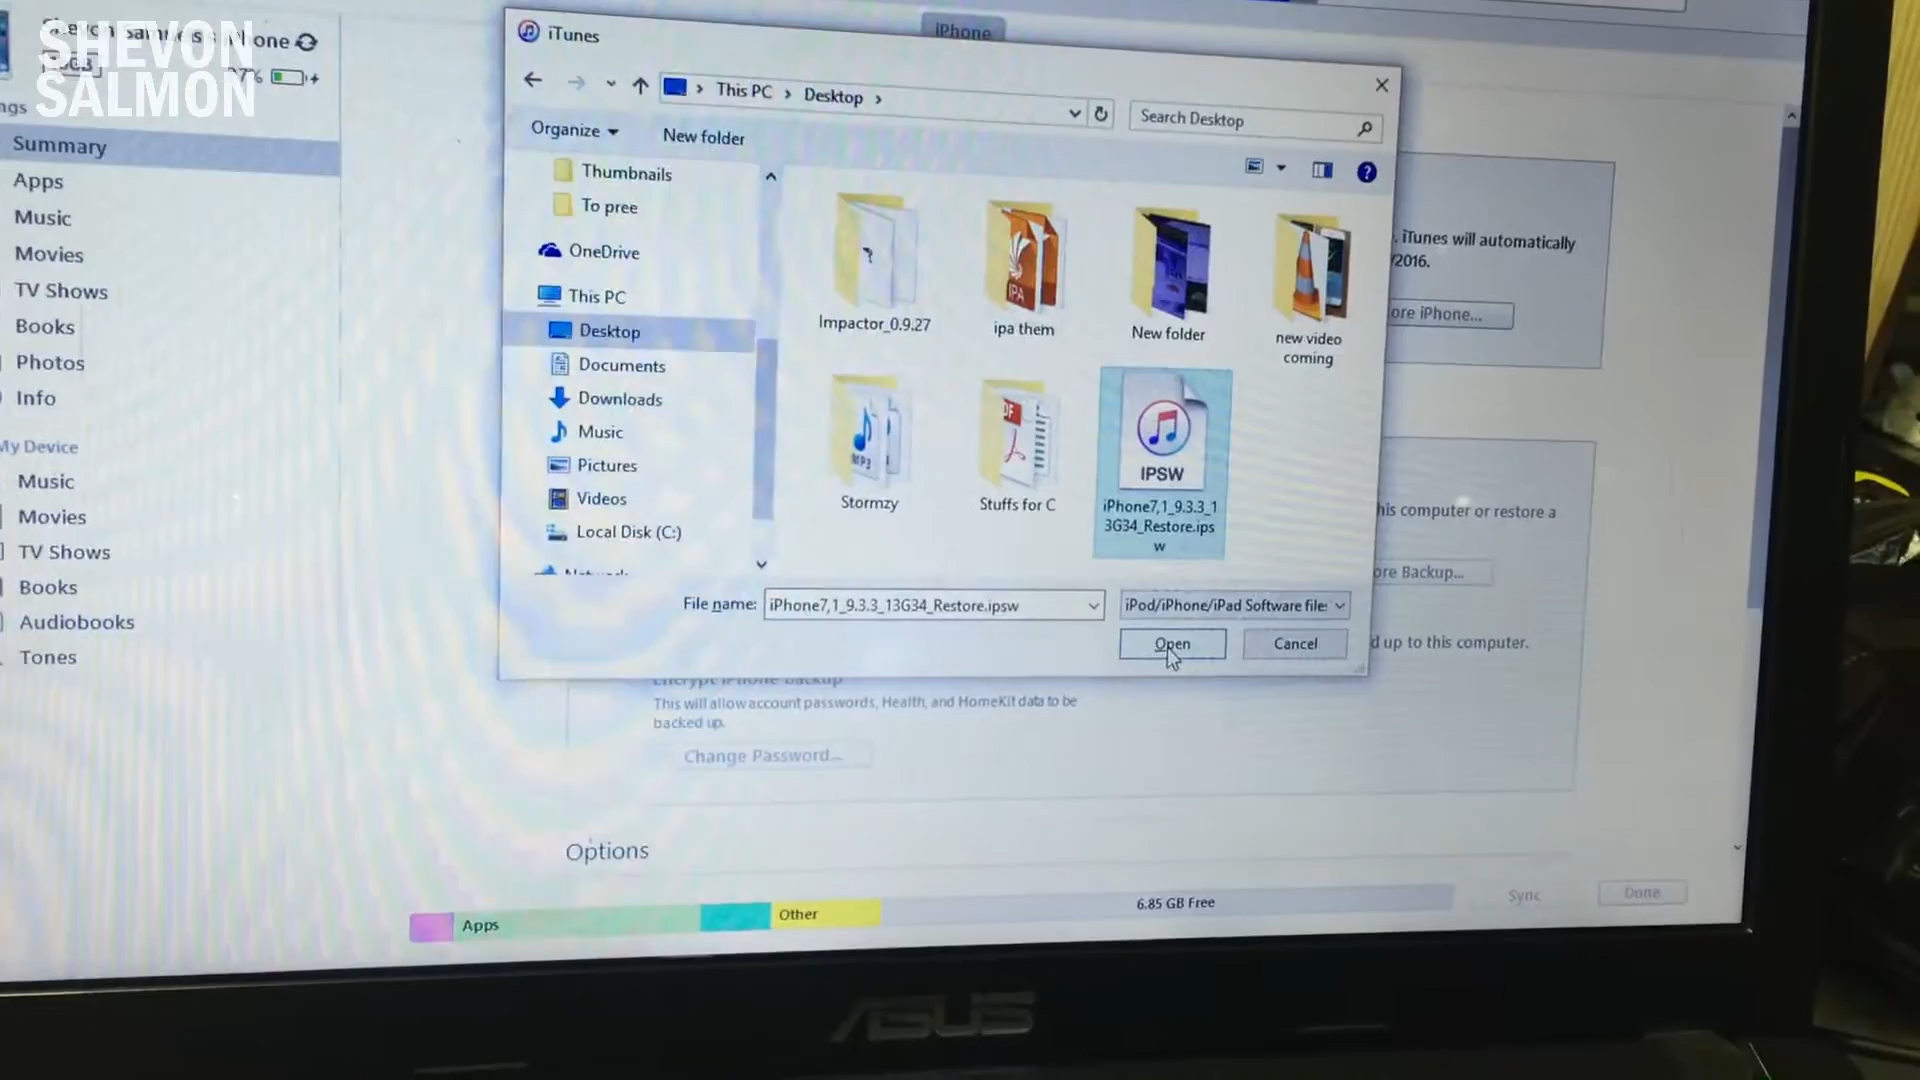 SHEVON
SALMON
iPhone
Summary
Apps
Music
Movies
TV Shows
Books
Photos
Info
My Device
Music
Movies
TV Shows
Books
Audiobooks
Tones
iTunes
This PC > Desktop >
Search Desktop
Organize
New folder
Thumbnails
To pree
OneDrive
This PC
Desktop
Documents
Downloads
Music
Pictures
Videos
Local Disk (C:)
Impactor_0.9.27
IPA
ipa them
New folder
new video
coming
MP3
Stormzy
Stuffs for C
IPSW
iPhone7,1_9.3.3_1
3G34_Restore.ips
w
File name: iPhone7,1_9.3.3_13G34_Restore.ipsw
iPod/iPhone/iPad Software file
Open
Cancel
iTunes will automatically
/2016.
ore iPhone...
his computer or restore a
ore Backup...
d up to this computer.
Encrypt iPhone backup
This will allow account passwords, Health, and HomeKit data to be
backed up.
Change Password...
Options
Apps
Other
6.85 GB Free
Sync
Done
ASUS